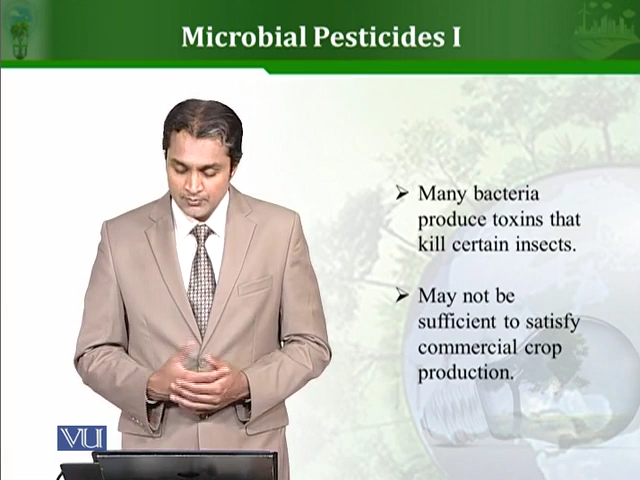 Microbial Pesticides I
➢ Many bacteria
produce toxins that
kill certain insects.
➢ May not be
sufficient to satisfy
commercial crop
production.
VU